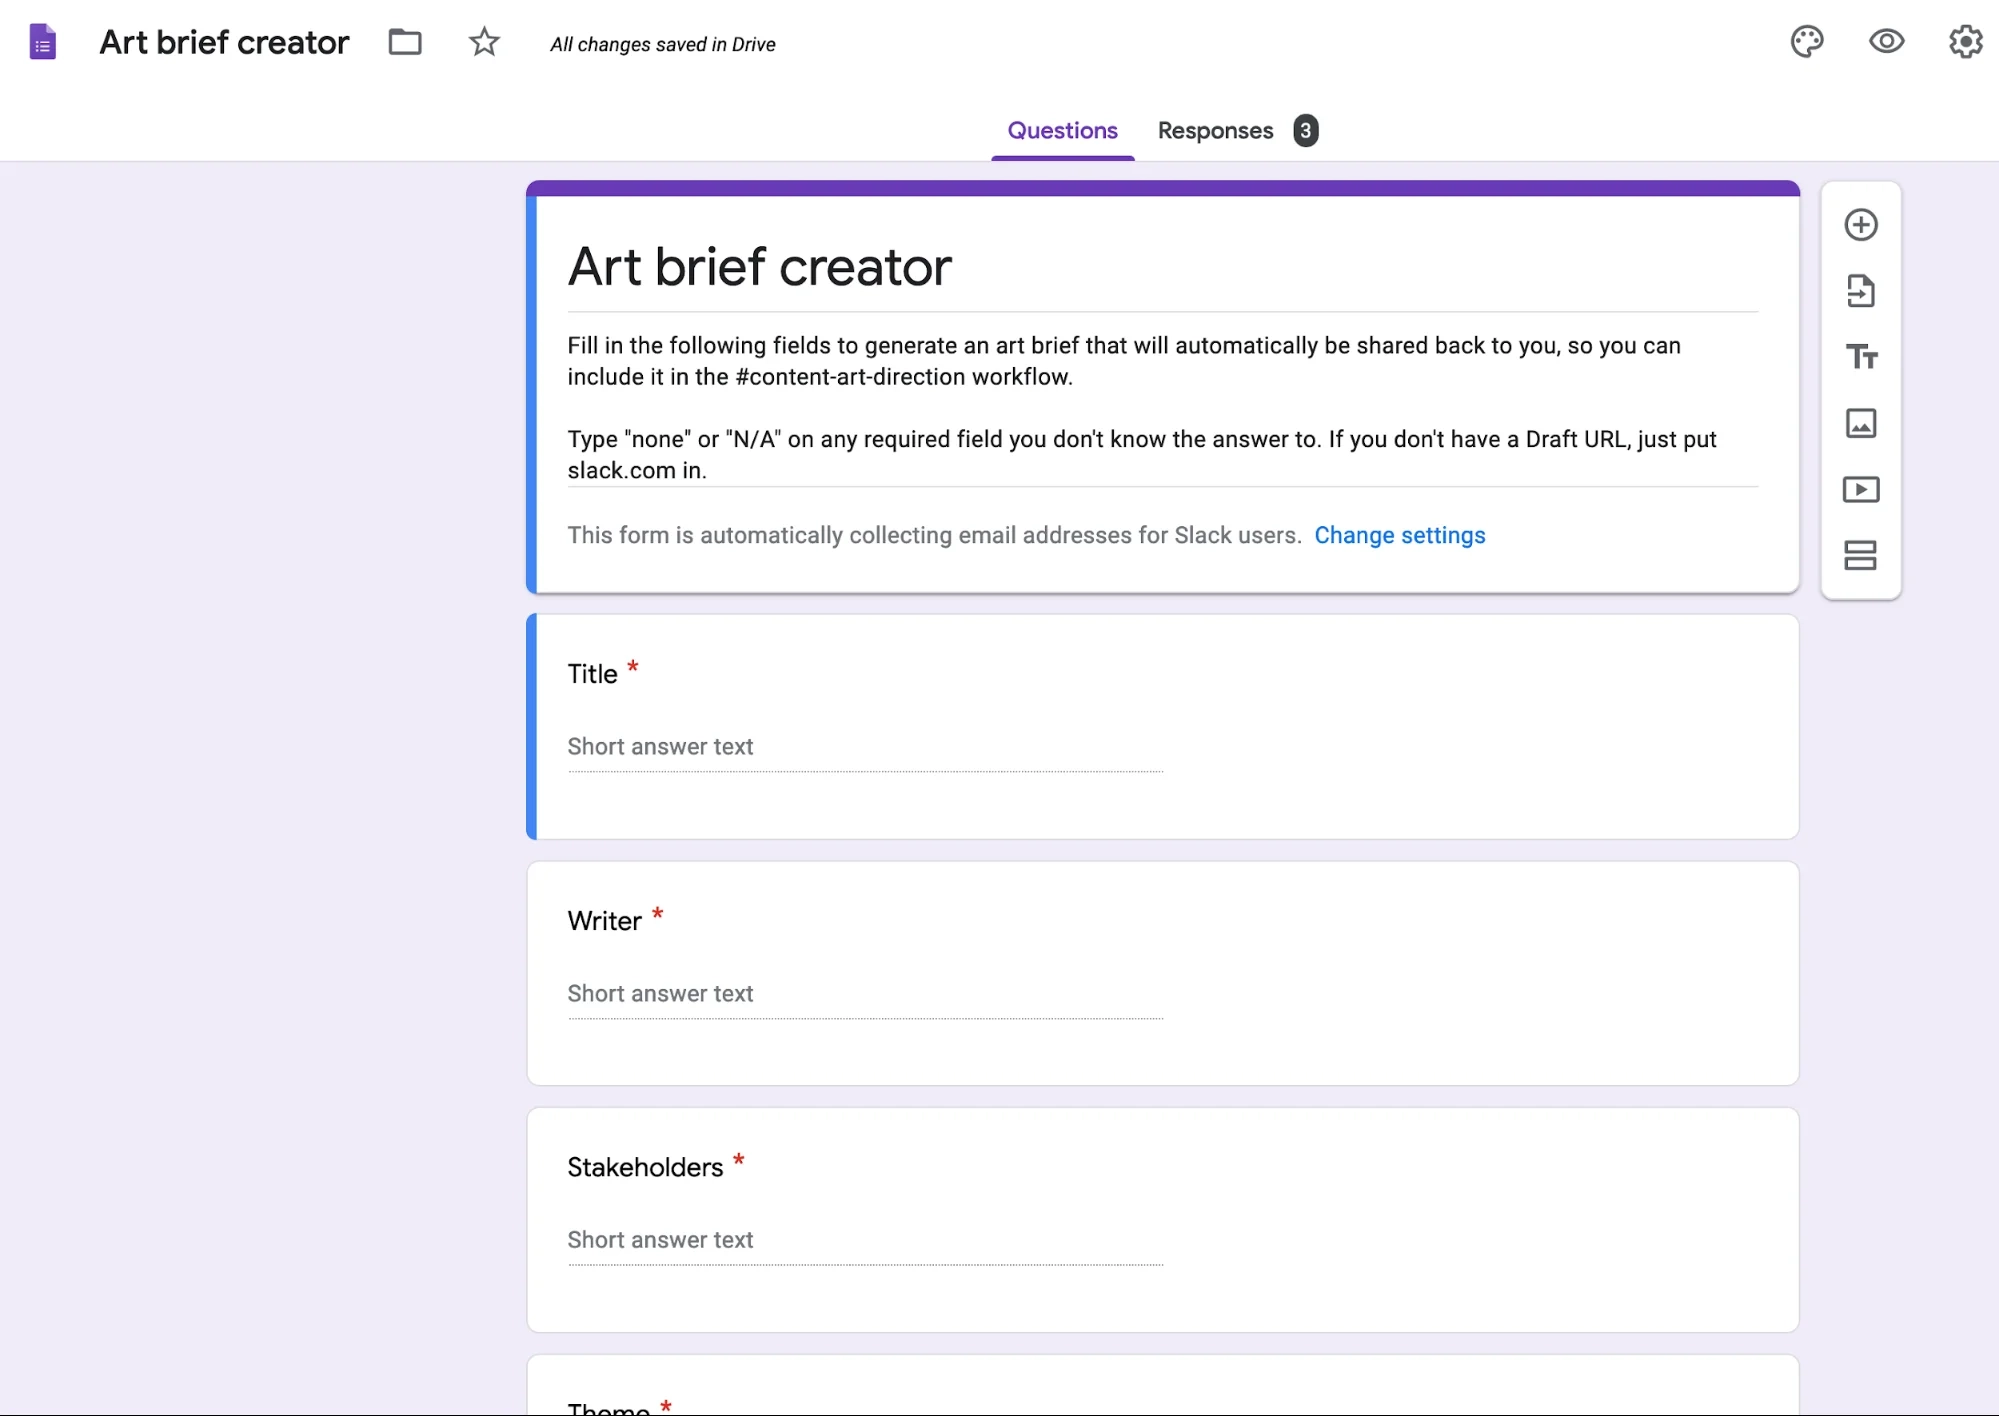 Art brief creator
All changes saved in Drive
Questions
Responses 3
Art brief creator
Fill in the following fields to generate an art brief that will automatically be shared back to you, so you can
include it in the #content-art-direction workflow.
Type "none" or "N/A" on any required field you don't know the answer to. If you don't have a Draft URL, just put
slack.com in.
This form is automatically collecting email addresses for Slack users. Change settings
Title *
Short answer text
Writer *
Short answer text
Stakeholders *
Short answer text
Theme *